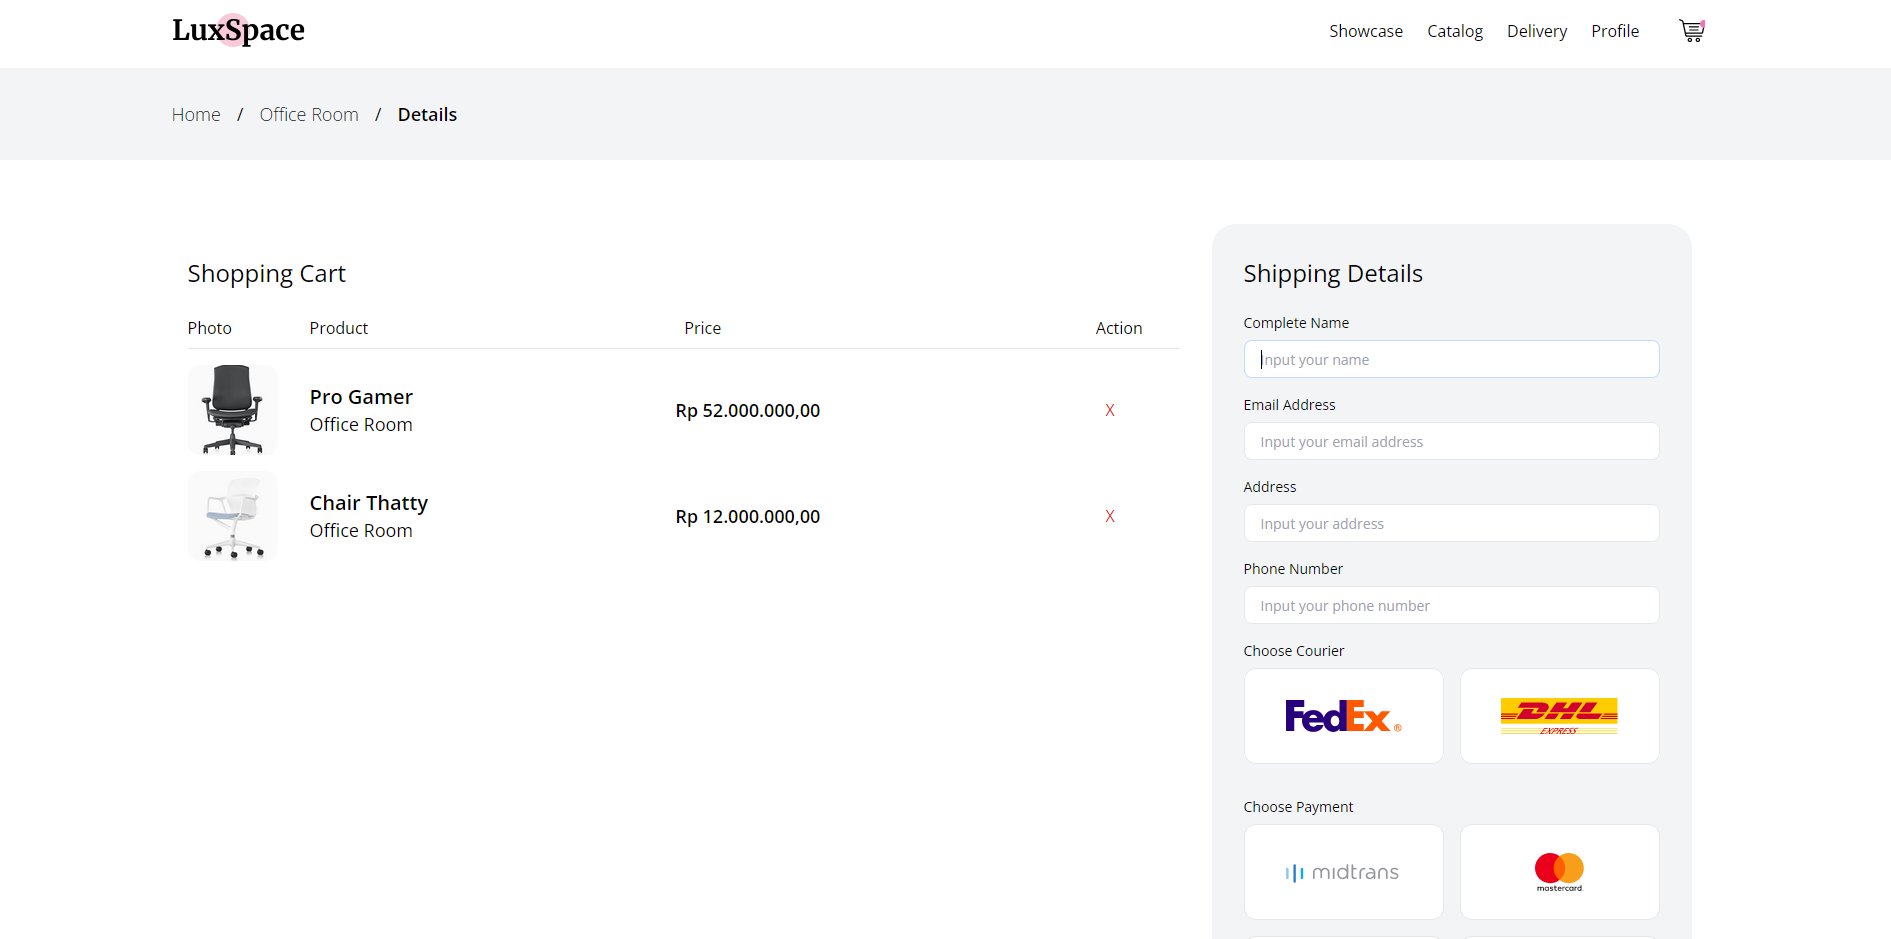 LuxSpace
Showcase Catalog Delivery Profile
Home / Office Room / Details
Shopping Cart
Photo Product Price Action
Pro Gamer
Office Room
Rp 52.000.000,00
X
Chair Thatty
Office Room
Rp 12.000.000,00
X
Shipping Details
Complete Name
Input your name
Email Address
Input your email address
Address
Input your address
Phone Number
Input your phone number
Choose Courier
FedEx®
DHL
EXPRESS
Choose Payment
midtrans
mastercard